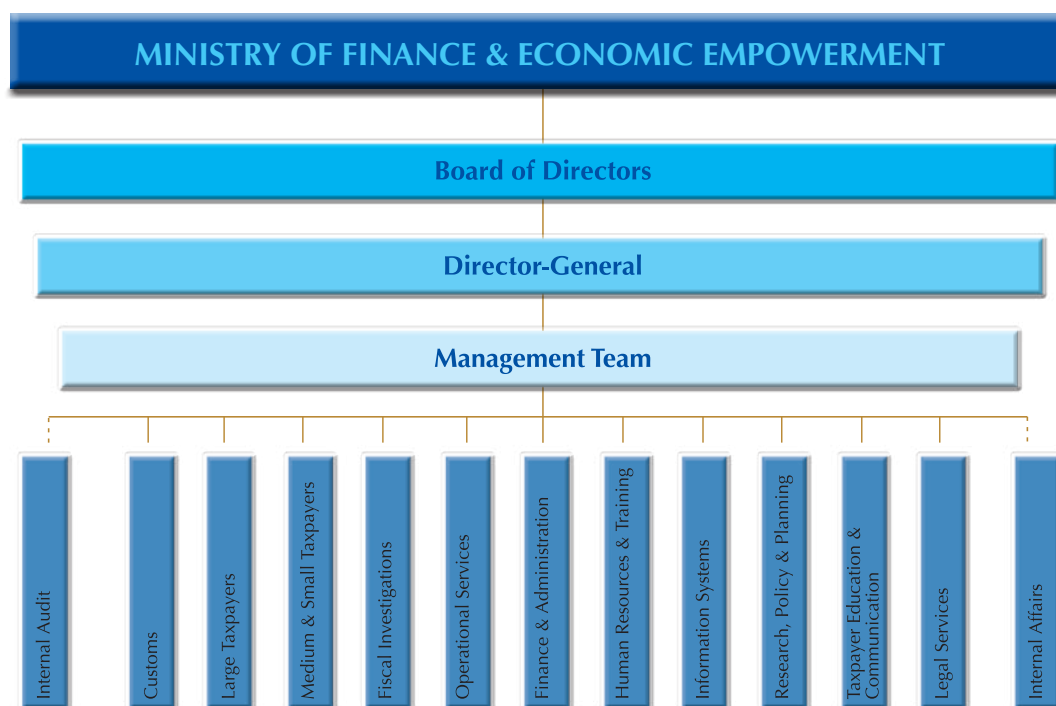 MINISTRY OF FINANCE & ECONOMIC EMPOWERMENT
Board of Directors
Director-General
Management Team
Internal Audit
Customs
Large Taxpayers
Medium & Small Taxpayers
Fiscal Investigations
Operational Services
Finance & Administration
Human Resources & Training
Information Systems
Research, Policy & Planning
Taxpayer Education &
Communication
Legal Services
Internal Affairs